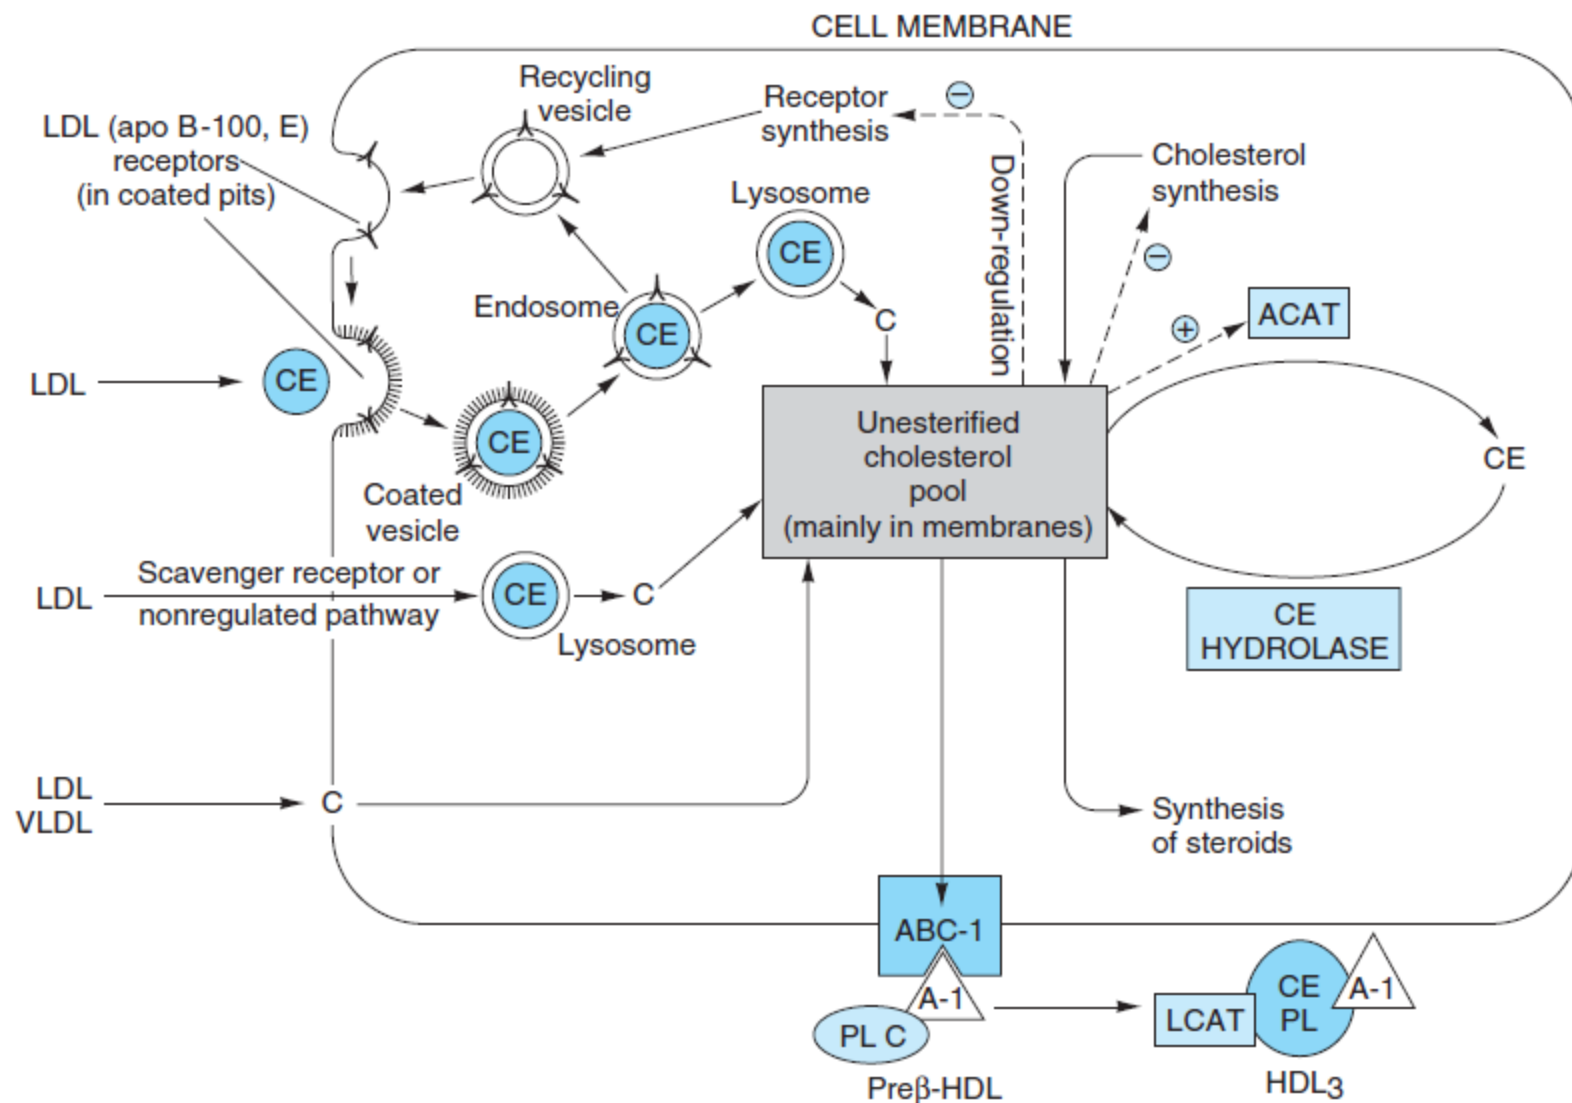 CELL MEMBRANE
Recycling
vesicle
Receptor
synthesis
−
LDL (apo B-100, E)
receptors
(in coated pits)
Cholesterol
synthesis
−
Down-regulation
Lysosome
CE
Endosome
CE
C
+
ACAT
LDL
CE
CE
Coated
vesicle
Unesterified
cholesterol
pool
(mainly in membranes)
CE
LDL
Scavenger receptor or
nonregulated pathway
CE
C
Lysosome
CE
HYDROLASE
LDL
VLDL
C
Synthesis
of steroids
ABC-1
A-1
PL C
Preβ-HDL
LCAT
CE
PL
A-1
HDL3